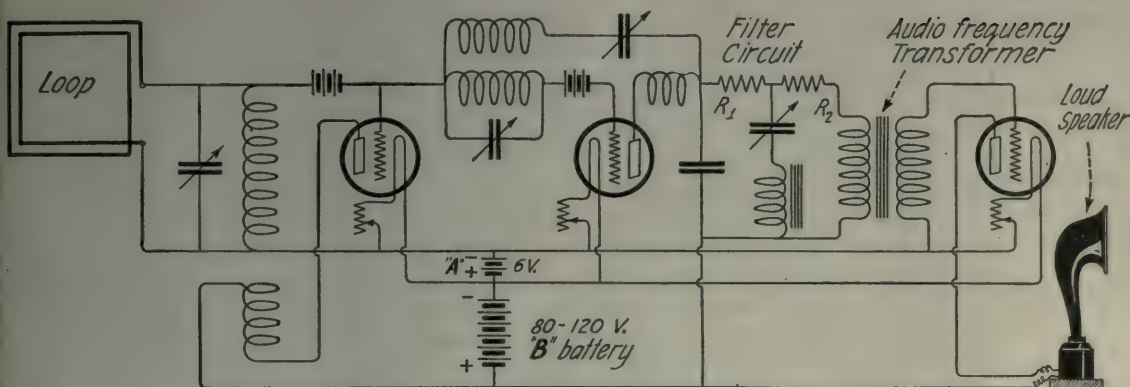 Loop
Filter
Circuit
Audio frequency
Transformer
Loud
speaker
R1
R2
"A" - + 6V.
-
80-120 V.
"B" battery
+